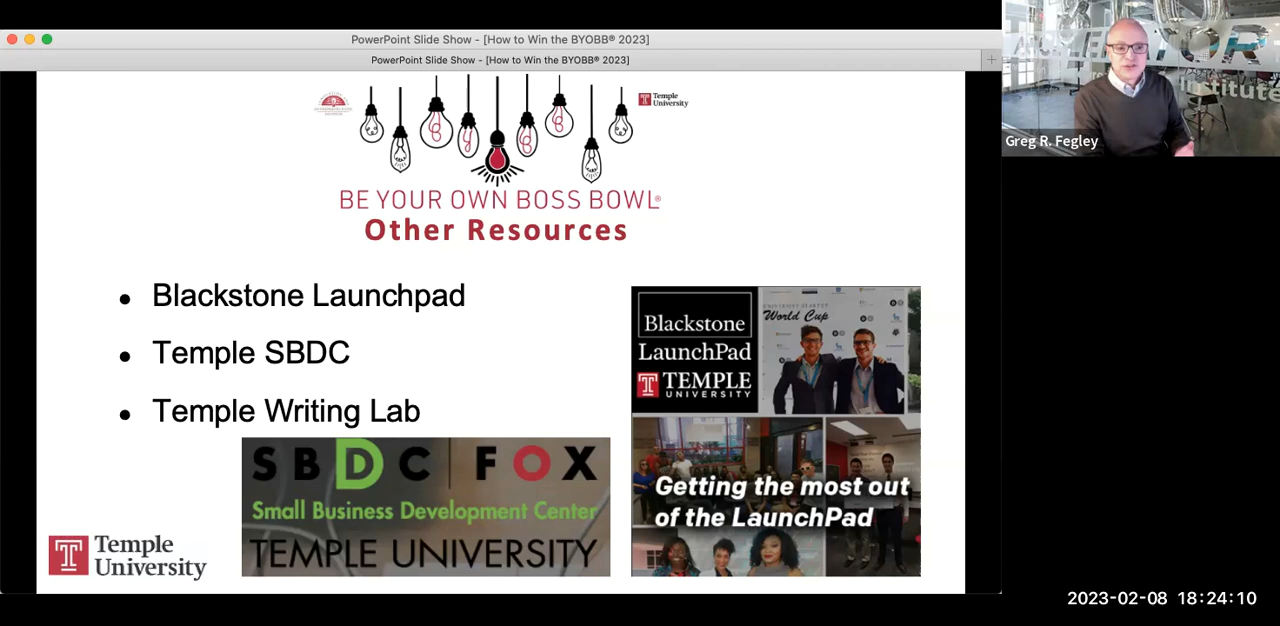 PowerPoint Slide Show - [How to Win the BYOBB® 2023]
PowerPoint Slide Show - [How to Win the BYOBB® 2023]
Temple
University
B Y B B B
BE YOUR OWN BOSS BOWL®
Other Resources
• Blackstone Launchpad
• Temple SBDC
• Temple Writing Lab
SBDC | FOX
Small Business Development Center
TEMPLE UNIVERSITY
Temple
University
Blackstone
LaunchPad
TEMPLE
UNIVERSITY
World Cup
Getting the most out
of the LaunchPad
institute
Greg R. Fegley
2023-02-08 18:24:10